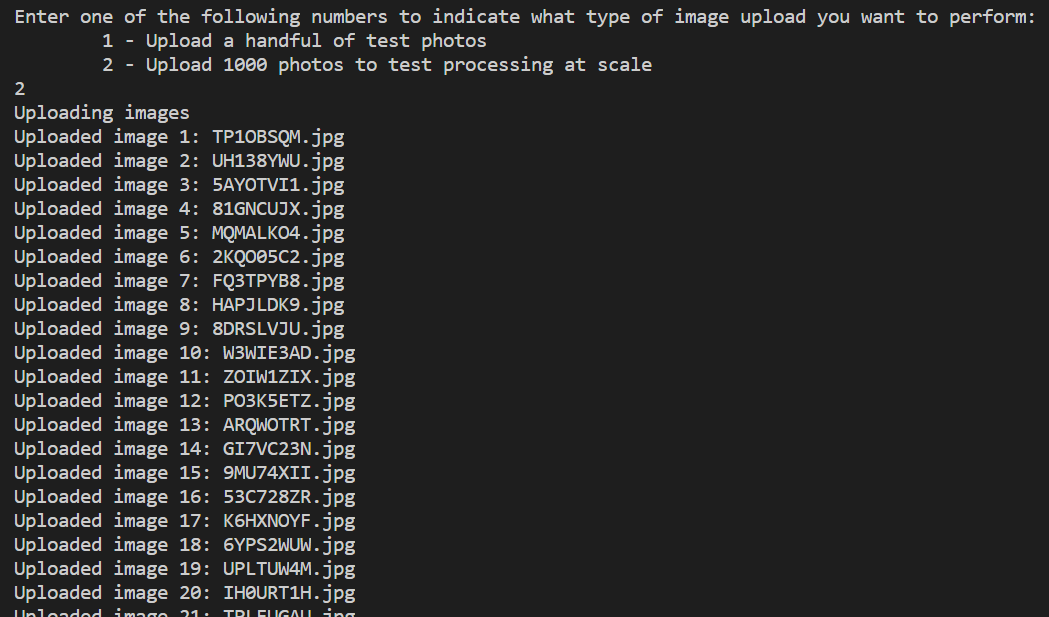 Enter one of the following numbers to indicate what type of image upload you want to perform:
1 - Upload a handful of test photos
2 - Upload 1000 photos to test processing at scale
2
Uploading images
Uploaded image 1: TP1OBSQM.jpg
Uploaded image 2: UH138YWU.jpg
Uploaded image 3: 5AYOTVI1.jpg
Uploaded image 4: 81GNCUJX.jpg
Uploaded image 5: MQMALKO4.jpg
Uploaded image 6: 2KQO05C2.jpg
Uploaded image 7: FQ3TPYB8.jpg
Uploaded image 8: HAPJLDK9.jpg
Uploaded image 9: 8DRSLVJU.jpg
Uploaded image 10: W3WIE3AD.jpg
Uploaded image 11: ZOIW1ZIX.jpg
Uploaded image 12: PO3K5ETZ.jpg
Uploaded image 13: ARQWOTRT.jpg
Uploaded image 14: GI7VC23N.jpg
Uploaded image 15: 9MU74XII.jpg
Uploaded image 16: 53C728ZR.jpg
Uploaded image 17: K6HXNOYF.jpg
Uploaded image 18: 6YPS2WUW.jpg
Uploaded image 19: UPLTUW4M.jpg
Uploaded image 20: IH0URT1H.jpg
Uploaded image 21: